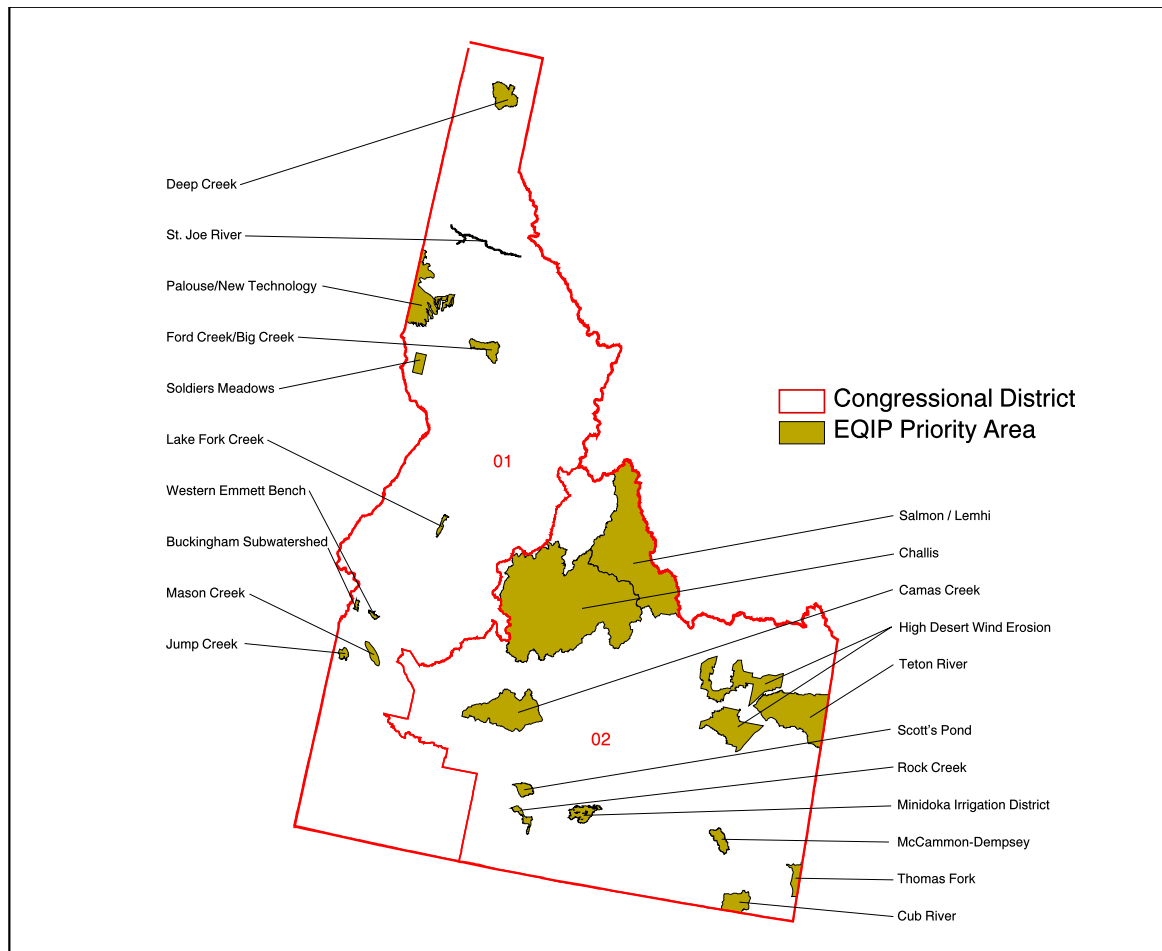 Deep Creek
St. Joe River
Palouse/New Technology
Ford Creek/Big Creek
Soldiers Meadows
Lake Fork Creek
Western Emmett Bench
Buckingham Subwatershed
Mason Creek
Jump Creek
01
02
Congressional District
EQIP Priority Area
Salmon / Lemhi
Challis
Camas Creek
High Desert Wind Erosion
Teton River
Scott's Pond
Rock Creek
Minidoka Irrigation District
McCammon-Dempsey
Thomas Fork
Cub River